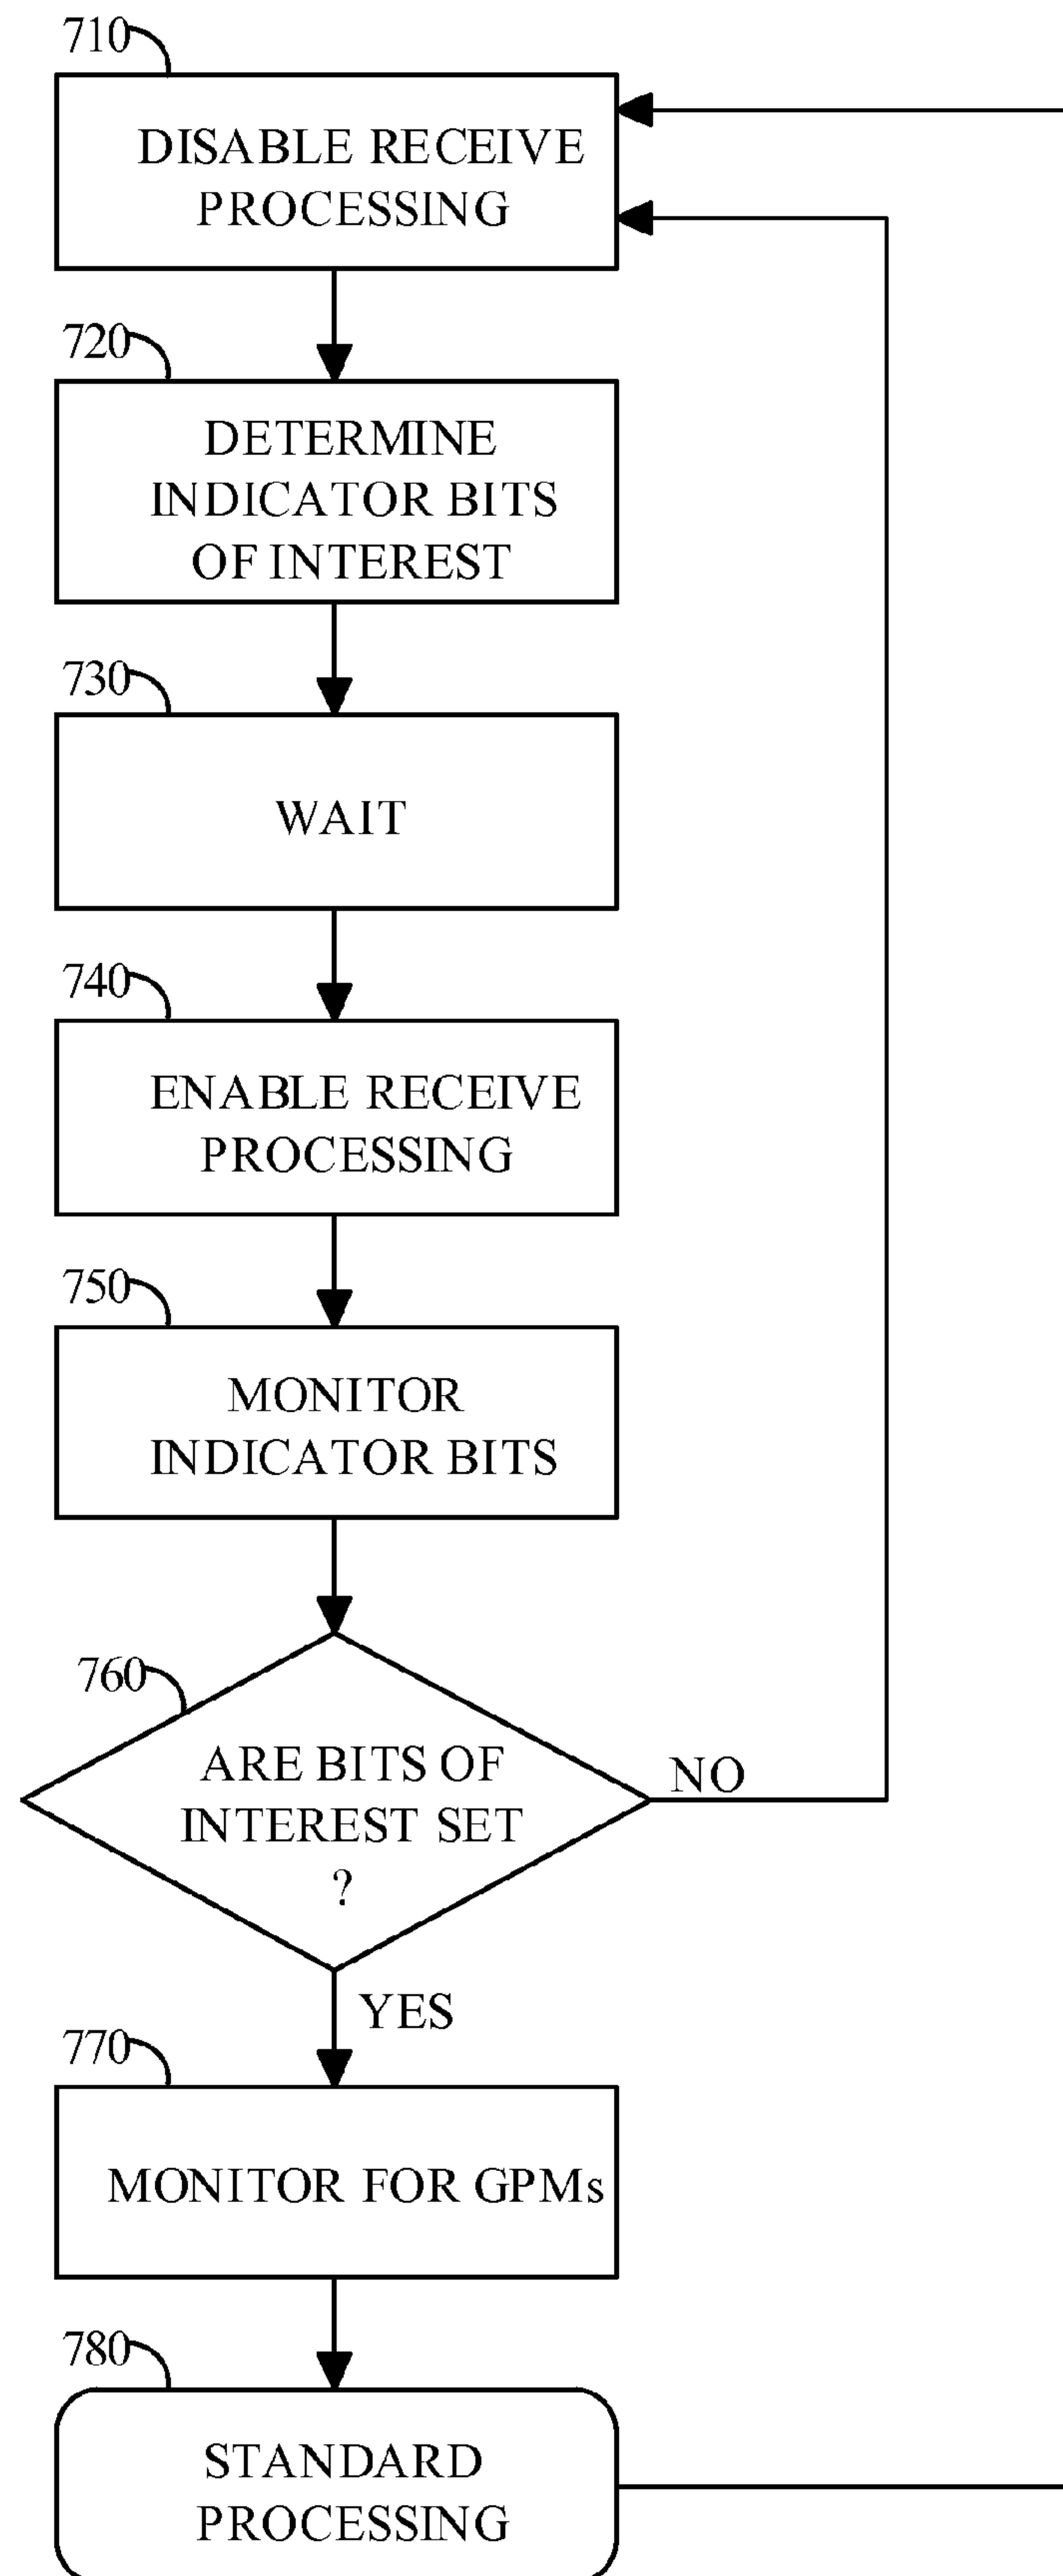 710
DISABLE RECEIVE
PROCESSING
720
DETERMINE
INDICATOR BITS
OF INTEREST
730
WAIT
740
ENABLE RECEIVE
PROCESSING
750
MONITOR
INDICATOR BITS
760
ARE BITS OF
INTEREST SET
?
NO
YES
770
MONITOR FOR GPMs
780
STANDARD
PROCESSING